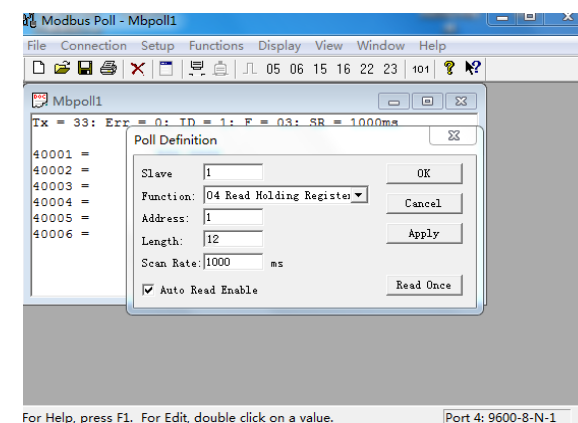 Modbus Poll - Mbpoll1
File Connection Setup Functions Display View Window Help
05 06 15 16 22 23 101
Mbpoll1
Tx = 33: Err = 0: ID = 1: F = 03: SR = 1000ms
Poll Definition
40001 =
40002 =
40003 =
40004 =
40005 =
40006 =
Slave 1
OK
Function: 04 Read Holding Register
Cancel
Address: 1
Length: 12
Apply
Scan Rate: 1000 ms
Auto Read Enable
Read Once
For Help, press F1. For Edit, double click on a value. Port 4: 9600-8-N-1